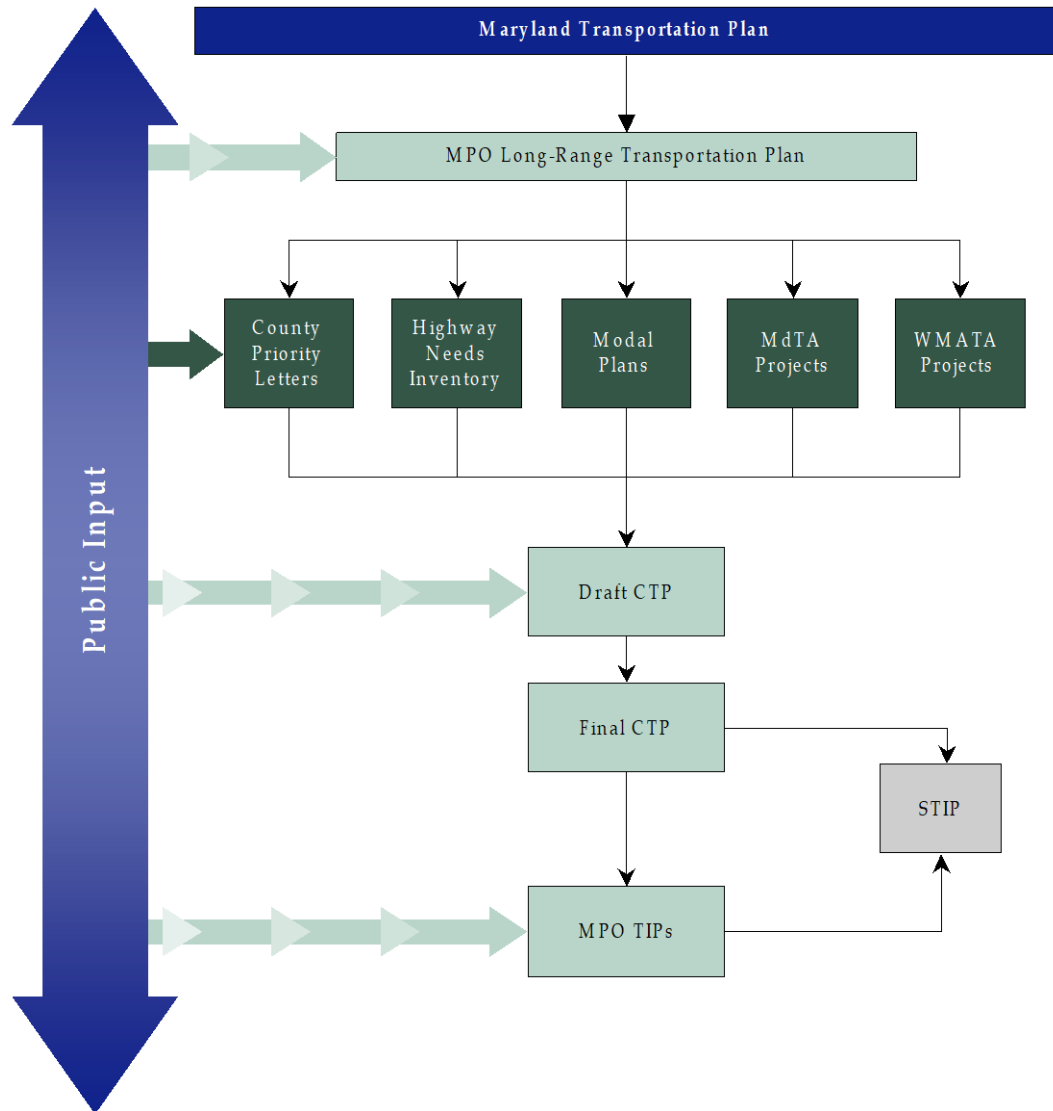 Maryland Transportation Plan
MPO Long-Range Transportation Plan
County
Priority
Letters
Highway
Needs
Inventory
Modal
Plans
MdTA
Projects
WMATA
Projects
Public Input
Draft CTP
Final CTP
STIP
MPO TIPs